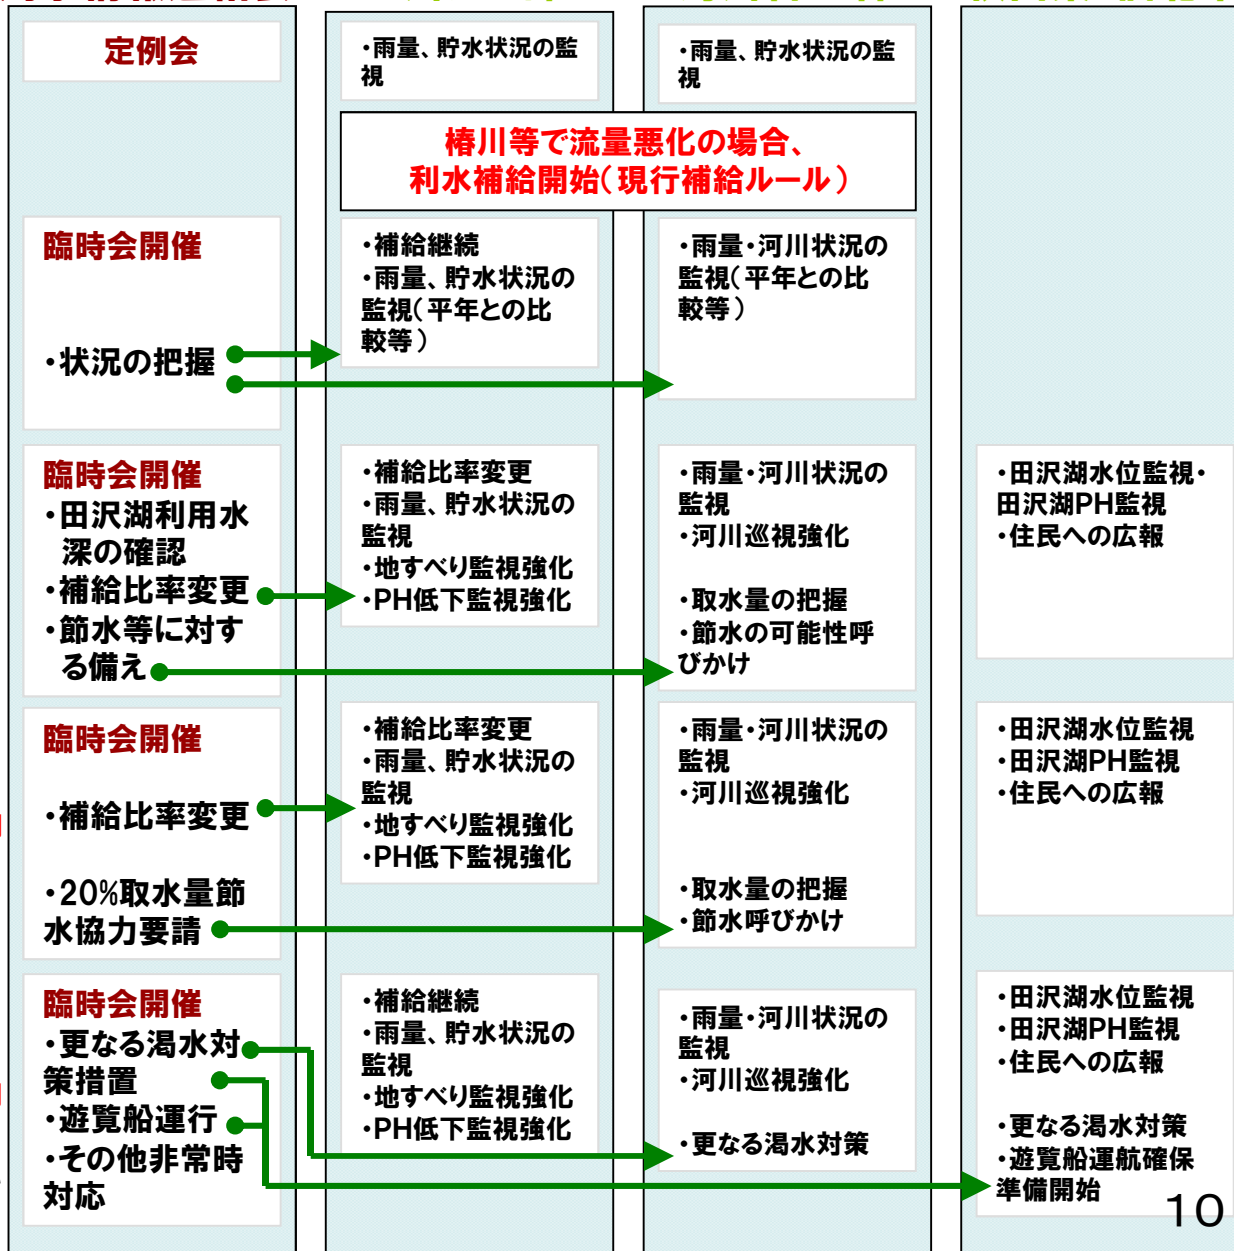 定例会
・雨量、貯水状況の監
視
・雨量、貯水状況の監
視
椿川等で流量悪化の場合、
利水補給開始（現行補給ルール）
臨時会開催
・状況の把握
・補給継続
・雨量、貯水状況の
監視（平年との比
較等）
・雨量・河川状況の
監視（平年との比
較等）
臨時会開催
・田沢湖利用水
深の確認
・補給比率変更
・節水等に対す
る備え
・補給比率変更
・雨量、貯水状況の
監視
・地すべり監視強化
・PH低下監視強化
・雨量・河川状況の
監視
・河川巡視強化
・取水量の把握
・節水の可能性呼
びかけ
・田沢湖水位監視・
田沢湖PH監視
・住民への広報
臨時会開催
・補給比率変更
・20%取水量節
水協力要請
・補給比率変更
・雨量、貯水状況の
監視
・地すべり監視強化
・PH低下監視強化
・雨量・河川状況の
監視
・河川巡視強化
・取水量の把握
・節水呼びかけ
・田沢湖水位監視
・田沢湖PH監視
・住民への広報
臨時会開催
・更なる渇水対
策措置
・遊覧船運行
・その他非常時
対応
・補給継続
・雨量、貯水状況の
監視
・地すべり監視強化
・PH低下監視強化
・雨量・河川状況の
監視
・河川巡視強化
・更なる渇水対策
・田沢湖水位監視
・田沢湖PH監視
・住民への広報
・更なる渇水対策
・遊覧船運航確保
準備開始
10